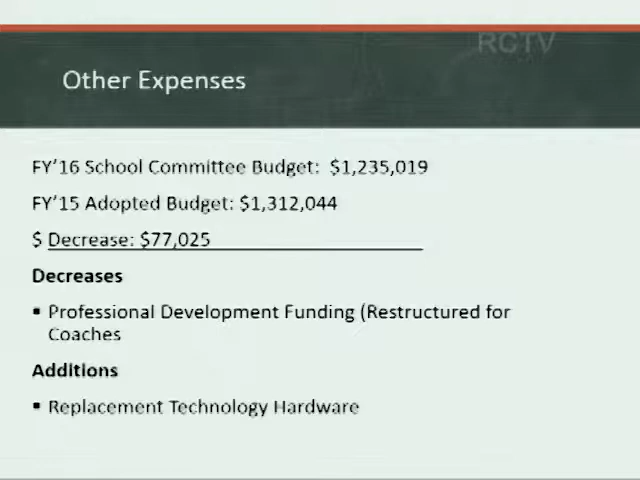 RCTV
Other Expenses
FY'16 School Committee Budget:  $1,235,019
FY'15 Adopted Budget: $1,312,044
$ Decrease: $77,025
Decreases
▪ Professional Development Funding (Restructured for
Coaches
Additions
▪ Replacement Technology Hardware